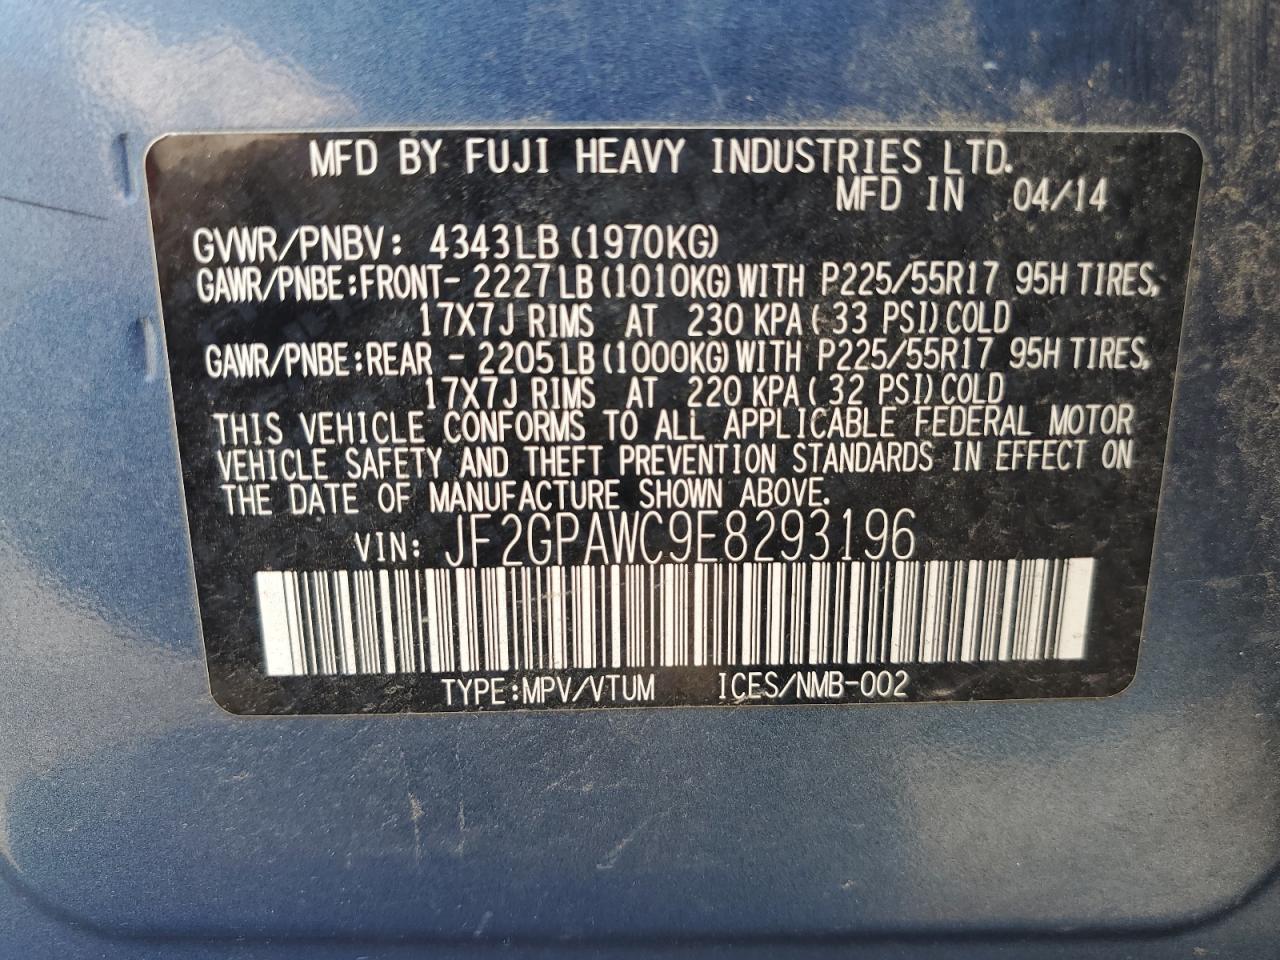 MFD BY FUJI HEAVY INDUSTRIES LTD.
MFD IN 04/14
GVWR/PNBV: 4343LB (1970KG)
GAWR/PNBE:FRONT- 2227LB (1010KG) WITH P225/55R17 95H TIRES,
17X7J RIMS AT 230 KPA ( 33 PSI) COLD
GAWR/PNBE:REAR - 2205LB (1000KG) WITH P225/55R17 95H TIRES,
17X7J RIMS AT 220 KPA ( 32 PSI) COLD
THIS VEHICLE CONFORMS TO ALL APPLICABLE FEDERAL MOTOR
VEHICLE SAFETY AND THEFT PREVENTION STANDARDS IN EFFECT ON
THE DATE OF MANUFACTURE SHOWN ABOVE.
VIN: JF2GPAWC9E8293196
TYPE:MPV/VTUM ICES/NMB-002